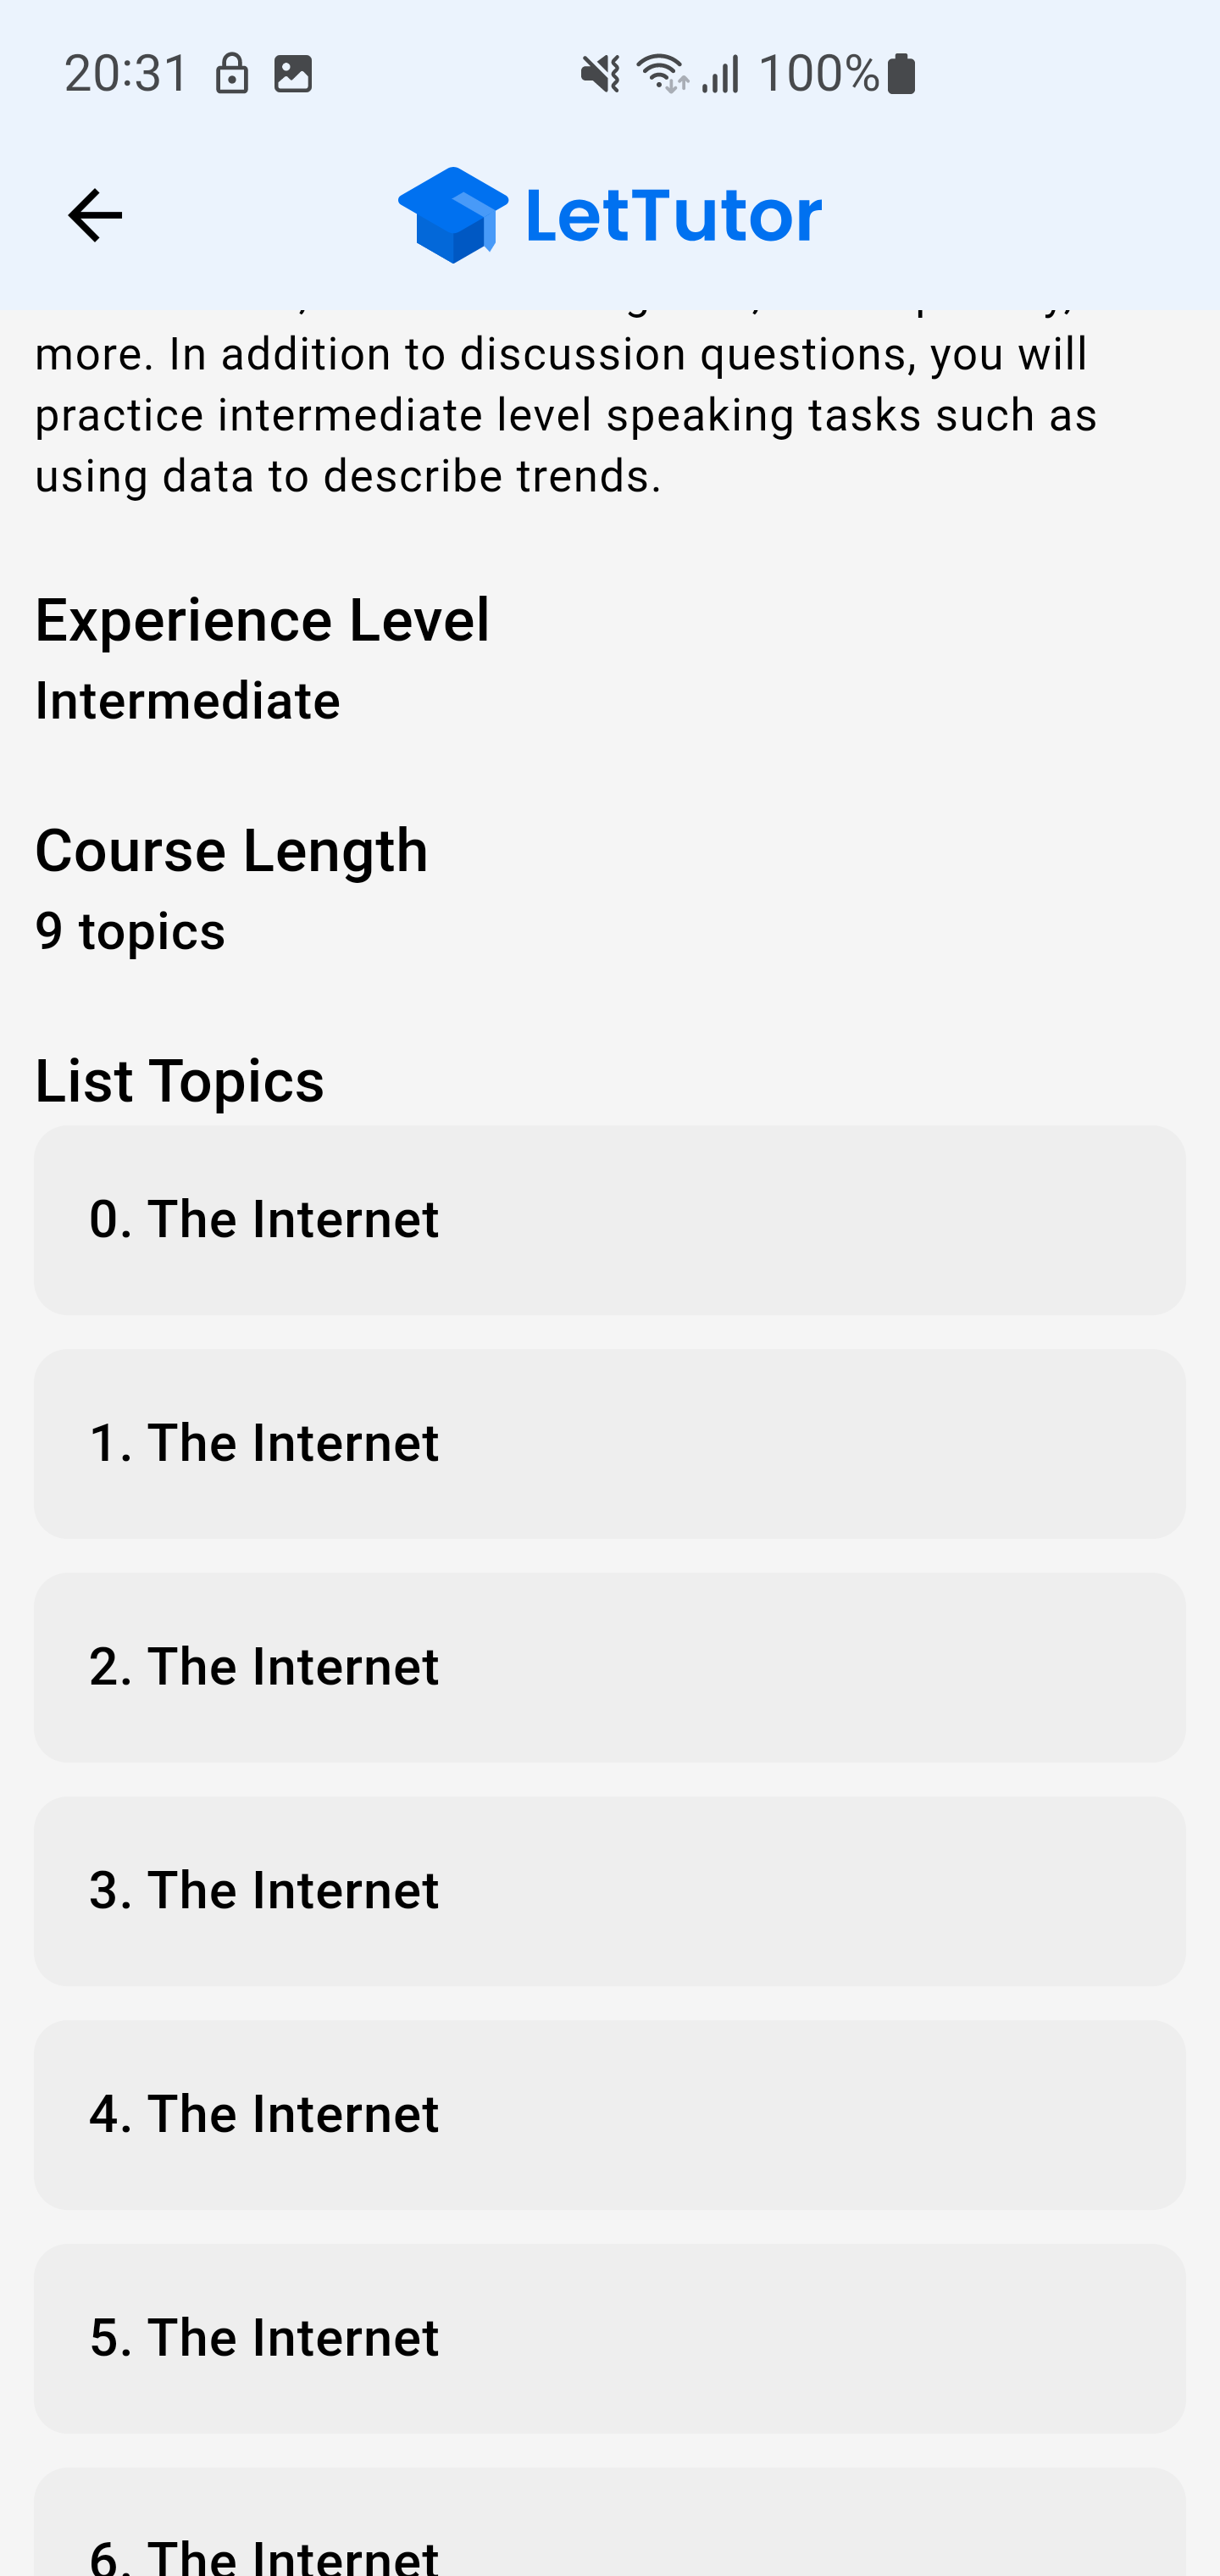 20:31 100%
LetTutor
more. In addition to discussion questions, you will
practice intermediate level speaking tasks such as
using data to describe trends.
Experience Level
Intermediate
Course Length
9 topics
List Topics
0. The Internet
1. The Internet
2. The Internet
3. The Internet
4. The Internet
5. The Internet
6. The Internet